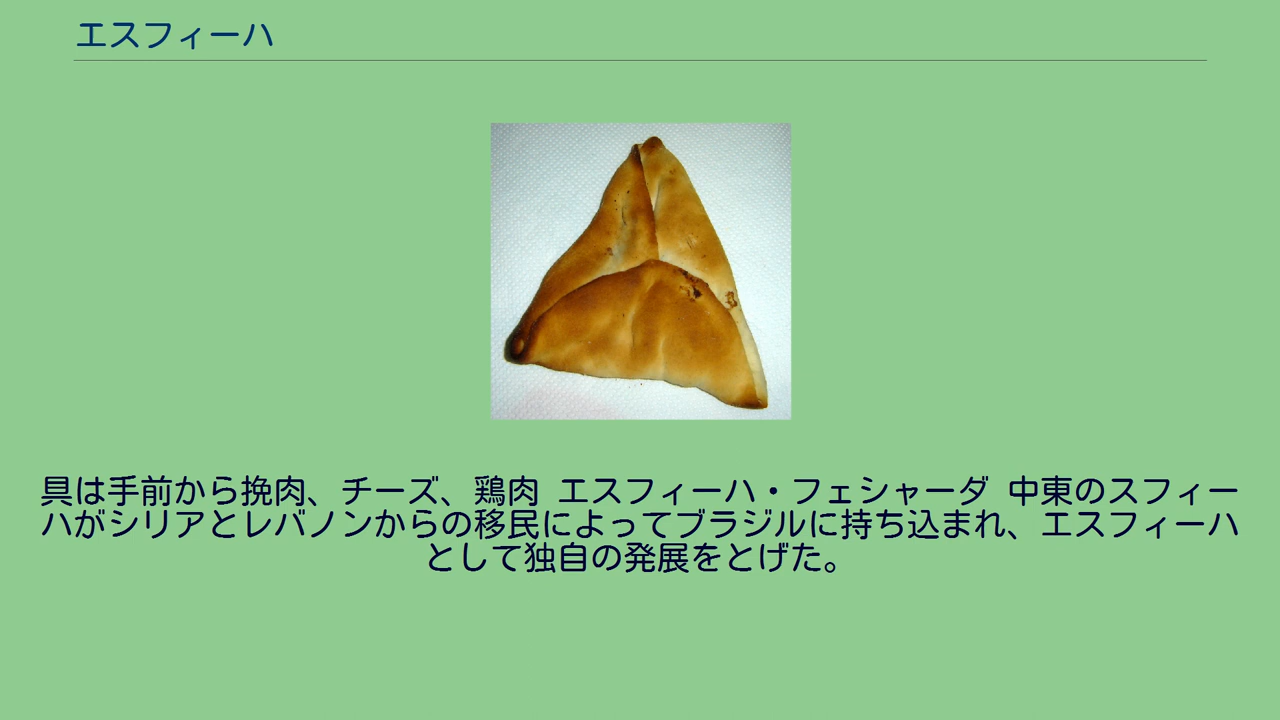 エスフィーハ
具は手前から挽肉、チーズ、鶏肉 エスフィーハ・フェシャーダ 中東のスフィー
ハがシリアとレバノンからの移民によってブラジルに持ち込まれ、エスフィーハ
として独自の発展をとげた。